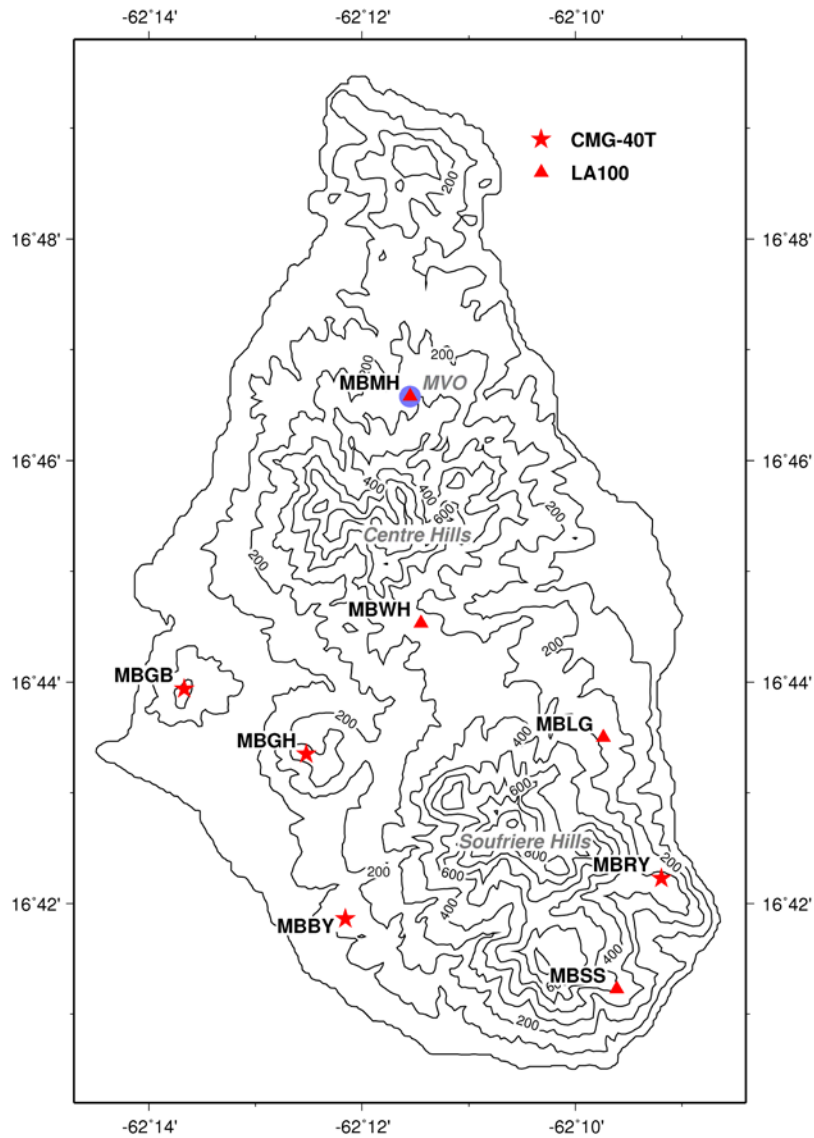 -62˚14' -62˚12' -62˚10'
CMG-40T
LA100
200
16˚48' 16˚48'
200 200
MBMH MVO
16˚46' 16˚46'
400 400
600 200
Centre Hills
200
MBWH
200
MBGB 16˚44' 16˚44'
200 MBLG
MBGH 400
600
Soufriere Hills
800
MBRY 200
200 600
16˚42' 400 16˚42'
MBBY
400
MBSS
200
-62˚14' -62˚12' -62˚10'